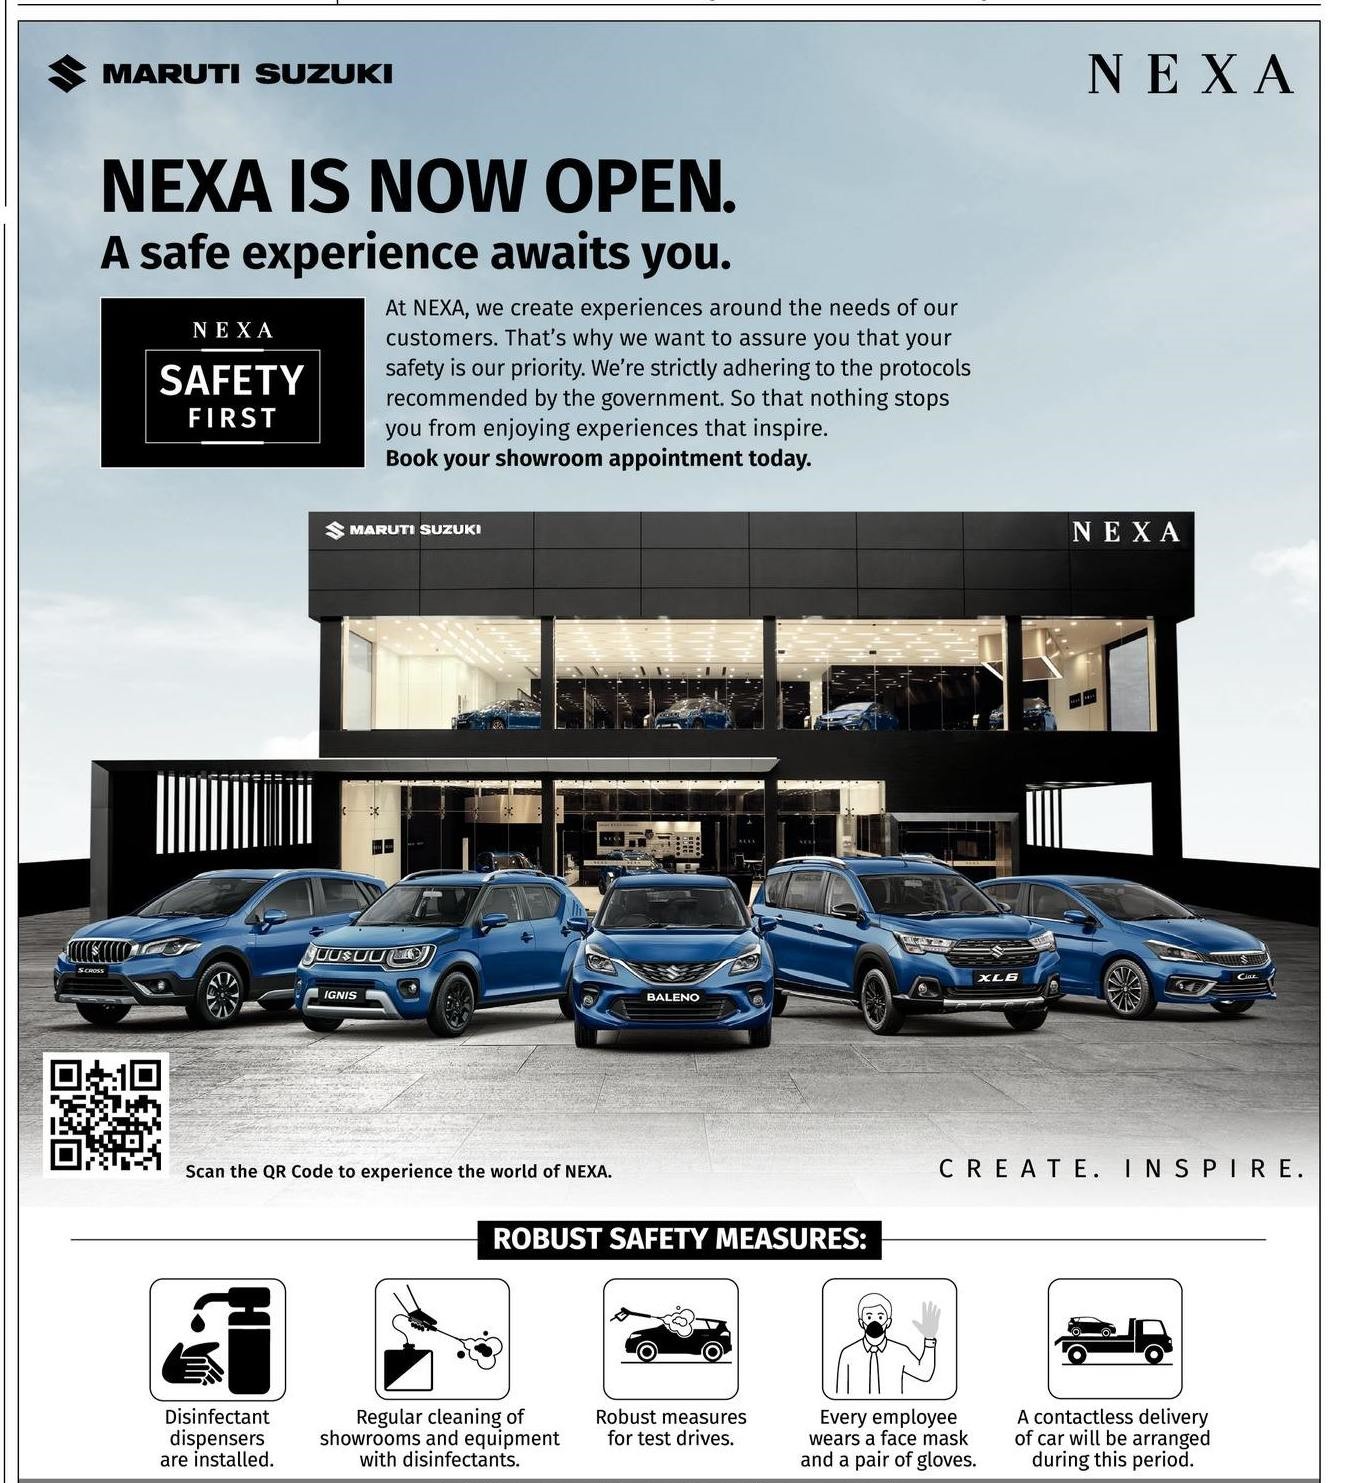 MARUTI SUZUKI
NEXA
NEXA IS NOW OPEN.
A safe experience awaits you.
NEXA
SAFETY
FIRST
At NEXA, we create experiences around the needs of our
customers. That's why we want to assure you that your
safety is our priority. We're strictly adhering to the protocols
recommended by the government. So that nothing stops
you from enjoying experiences that inspire.
Book your showroom appointment today.
MARUTI SUZUKI
NEXA
S-CROSS
IGNIS
BALENO
XL6
Ciaz
Scan the QR Code to experience the world of NEXA.
CREATE. INSPIRE.
ROBUST SAFETY MEASURES:
Disinfectant
dispensers
are installed.
Regular cleaning of
showrooms and equipment
with disinfectants.
Robust measures
for test drives.
Every employee
wears a face mask
and a pair of gloves.
A contactless delivery
of car will be arranged
during this period.